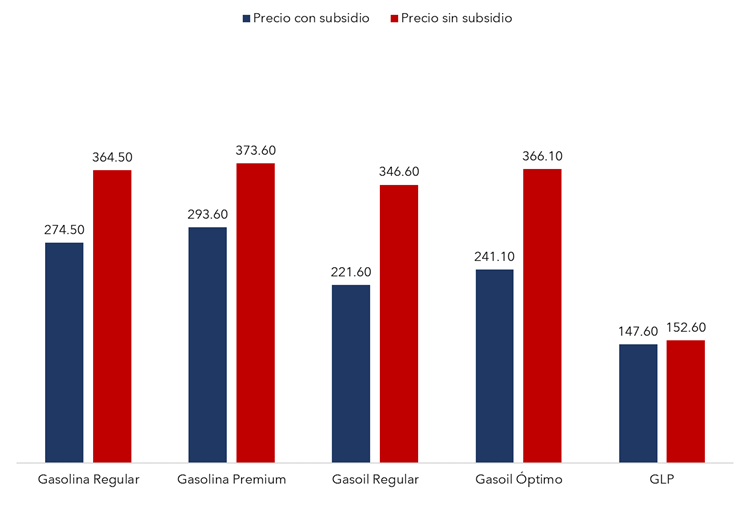 Precio con subsidio Precio sin subsidio
364.50 373.60 346.60 366.10
274.50 293.60 221.60 241.10 147.60 152.60
Gasolina Regular Gasolina Premium Gasoil Regular Gasoil Óptimo GLP